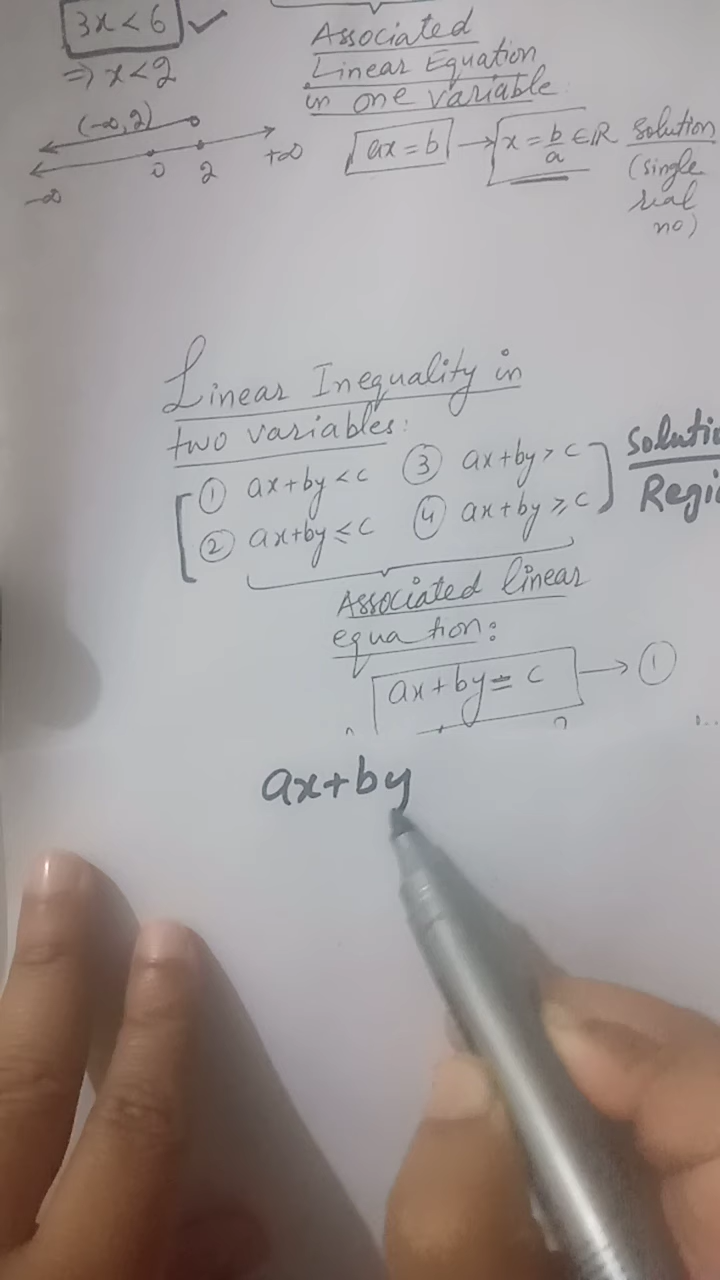 3x < 6 ✓
⇒ x < 2
(-∞, 2)
-∞ 0 2 +∞
Associated
Linear Equation
in one variable
ax = b → x = b/a ∈ ℝ Solution
(single
real
no)
Linear Inequality in
two variables:
① ax+by < c ③ ax+by > c
② ax+by ≤ c ④ ax+by ≥ c
Associated linear
equation:
ax+by = c → ①
ax+by